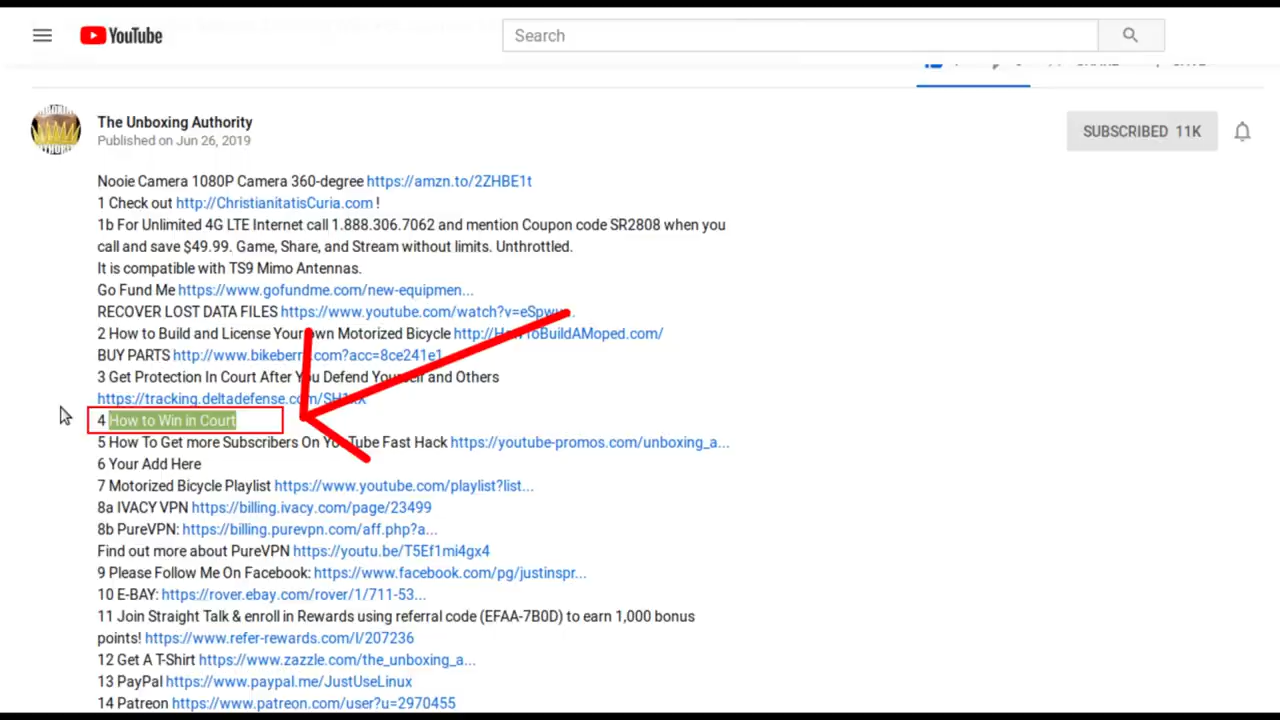 YouTube
Search
The Unboxing Authority
Published on Jun 26, 2019
SUBSCRIBED 11K
Nooie Camera 1080P Camera 360-degree https://amzn.to/2ZHBE1t
1 Check out http://ChristianitatisCuria.com !
1b For Unlimited 4G LTE Internet call 1.888.306.7062 and mention Coupon code SR2808 when you
call and save $49.99. Game, Share, and Stream without limits. Unthrottled.
It is compatible with TS9 Mimo Antennas.
Go Fund Me https://www.gofundme.com/new-equipmen...
RECOVER LOST DATA FILES
2 How to Build and License Your own Motorized Bicycle http://HowToBuildAMoped.com/
BUY PARTS http://www.bikeberry.com?acc=8ce241e1
3 Get Protection In Court After You Defend Yourself and Others
4 How to Win in Court
5 How To Get more Subscribers On YouTube Fast Hack https://youtube-promos.com/unboxing_a...
6 Your Add Here
7 Motorized Bicycle Playlist https://www.youtube.com/playlist?list...
8a IVACY VPN https://billing.ivacy.com/page/23499
8b PureVPN: https://billing.purevpn.com/aff.php?a...
Find out more about PureVPN https://youtu.be/T5Ef1mi4gx4
9 Please Follow Me On Facebook: https://www.facebook.com/pg/justinspr...
10 E-BAY: https://rover.ebay.com/rover/1/711-53...
11 Join Straight Talk & enroll in Rewards using referral code (EFAA-7B0D) to earn 1,000 bonus
points! https://www.refer-rewards.com/l/207236
12 Get A T-Shirt https://www.zazzle.com/the_unboxing_a...
13 PayPal https://www.paypal.me/JustUseLinux
14 Patreon https://www.patreon.com/user?u=2970455